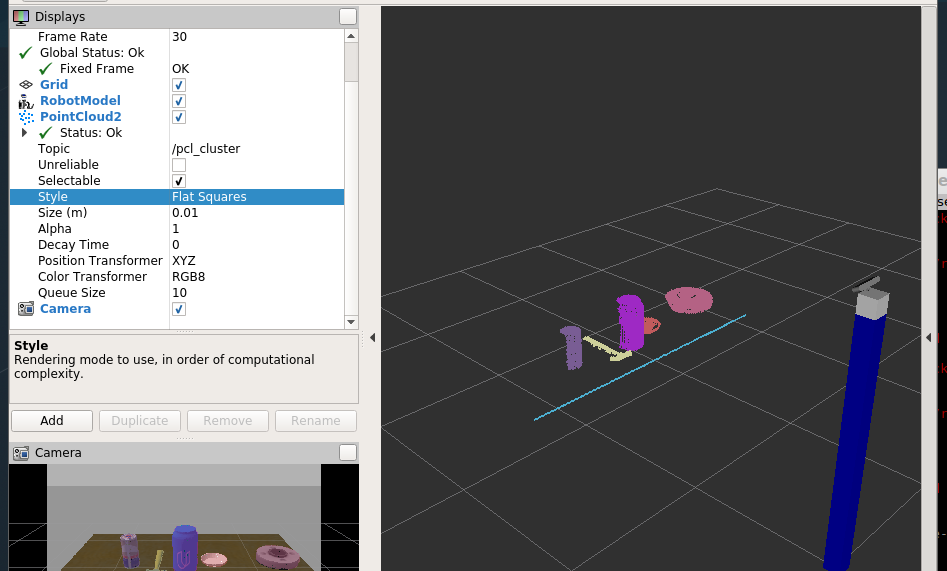 Displays
Frame Rate 30
Global Status: Ok
Fixed Frame OK
Grid
RobotModel
PointCloud2
Status: Ok
Topic /pcl_cluster
Unreliable
Selectable
Style Flat Squares
Size (m) 0.01
Alpha 1
Decay Time 0
Position Transformer XYZ
Color Transformer RGB8
Queue Size 10
Camera
Style
Rendering mode to use, in order of computational
complexity.
Add Duplicate Remove Rename
Camera